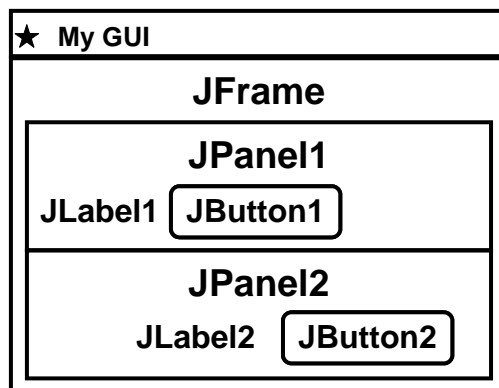 My GUI
JFrame
JPanel1
JLabel1 JButton1
JPanel2
JLabel2 JButton2